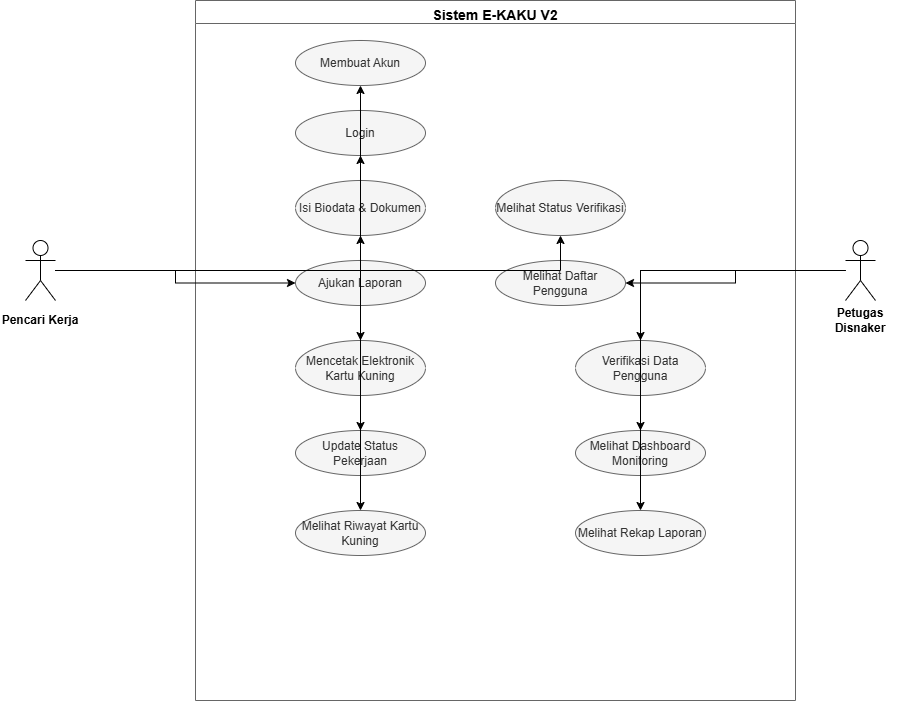 Sistem E-KAKU V2
Membuat Akun
Login
Isi Biodata & Dokumen
Melihat Status Verifikasi
Ajukan Laporan
Melihat Daftar
Pengguna
Pencari Kerja
Petugas
Disnaker
Mencetak Elektronik
Kartu Kuning
Verifikasi Data
Pengguna
Update Status
Pekerjaan
Melihat Dashboard
Monitoring
Melihat Riwayat Kartu
Kuning
Melihat Rekap Laporan